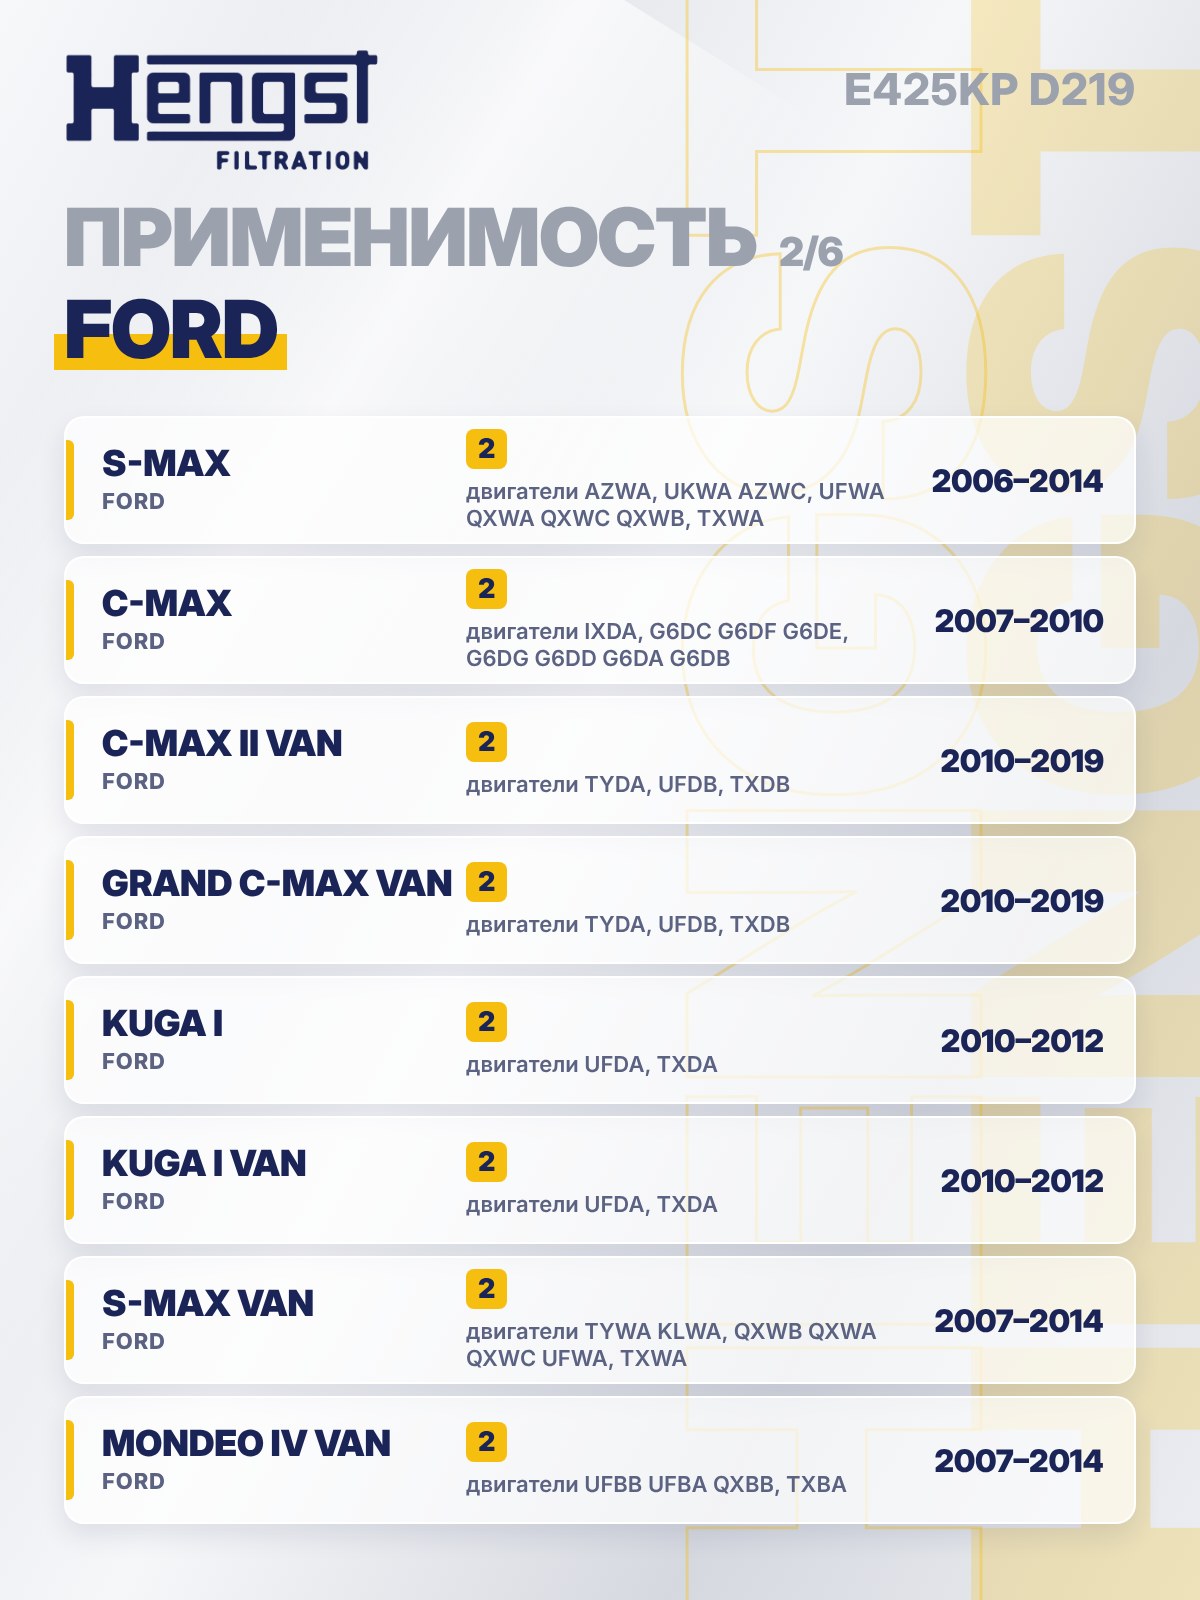 Hengst
FILTRATION
E425KP D219
ПРИМЕНИМОСТЬ 2/6
FORD
S-MAX
FORD
2
двигатели AZWA, UKWA AZWC, UFWA
QXWA QXWC QXWB, TXWA
2006–2014
C-MAX
FORD
2
двигатели IXDA, G6DC G6DF G6DE,
G6DG G6DD G6DA G6DB
2007–2010
C-MAX II VAN
FORD
2
двигатели TYDA, UFDB, TXDB
2010–2019
GRAND C-MAX VAN
FORD
2
двигатели TYDA, UFDB, TXDB
2010–2019
KUGA I
FORD
2
двигатели UFDA, TXDA
2010–2012
KUGA I VAN
FORD
2
двигатели UFDA, TXDA
2010–2012
S-MAX VAN
FORD
2
двигатели TYWA KLWA, QXWB QXWA
QXWC UFWA, TXWA
2007–2014
MONDEO IV VAN
FORD
2
двигатели UFBB UFBA QXBB, TXBA
2007–2014
HENGST
HENGST